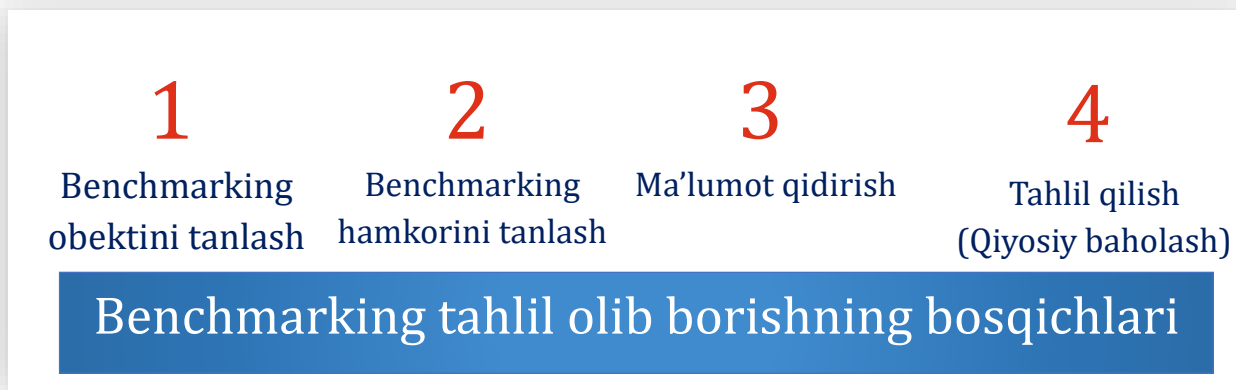 1
Benchmarking
obektini tanlash
2
Benchmarking
hamkorini tanlash
3
Ma’lumot qidirish
4
Tahlil qilish
(Qiyosiy baholash)
Benchmarking tahlil olib borishning bosqichlari